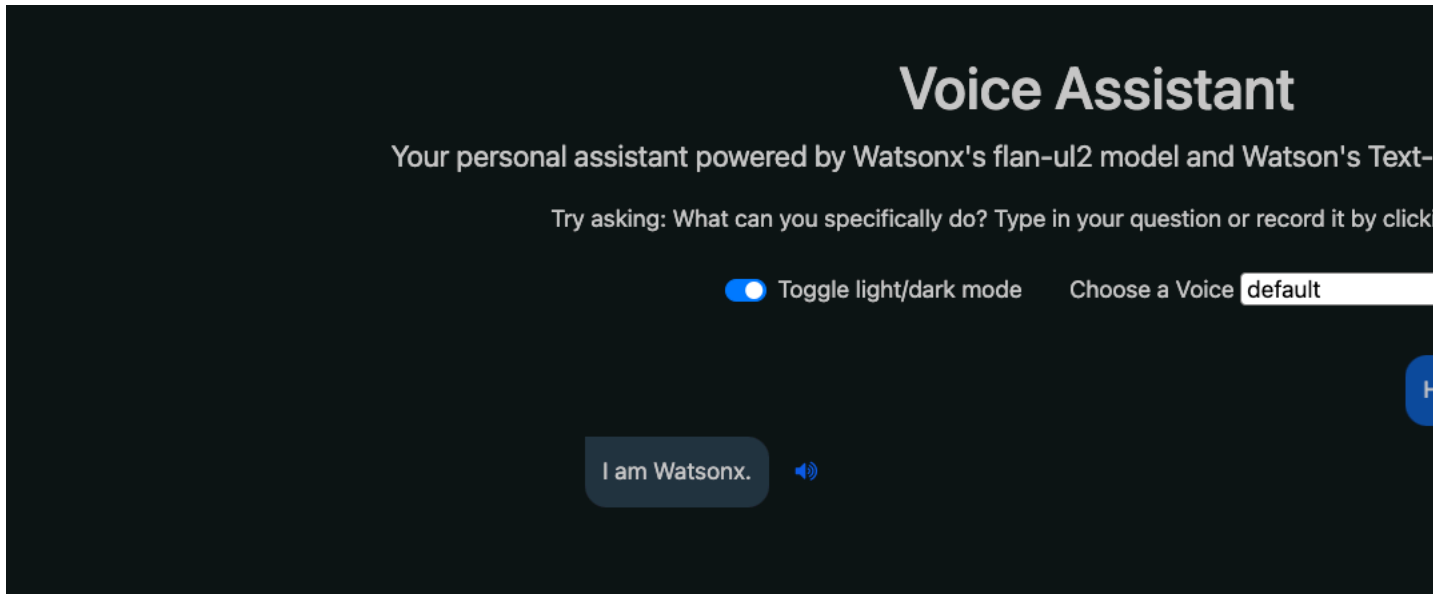 Voice Assistant
Your personal assistant powered by Watsonx's flan-ul2 model and Watson's Text-
Try asking: What can you specifically do? Type in your question or record it by
Toggle light/dark mode Choose a Voice default
I am Watsonx.